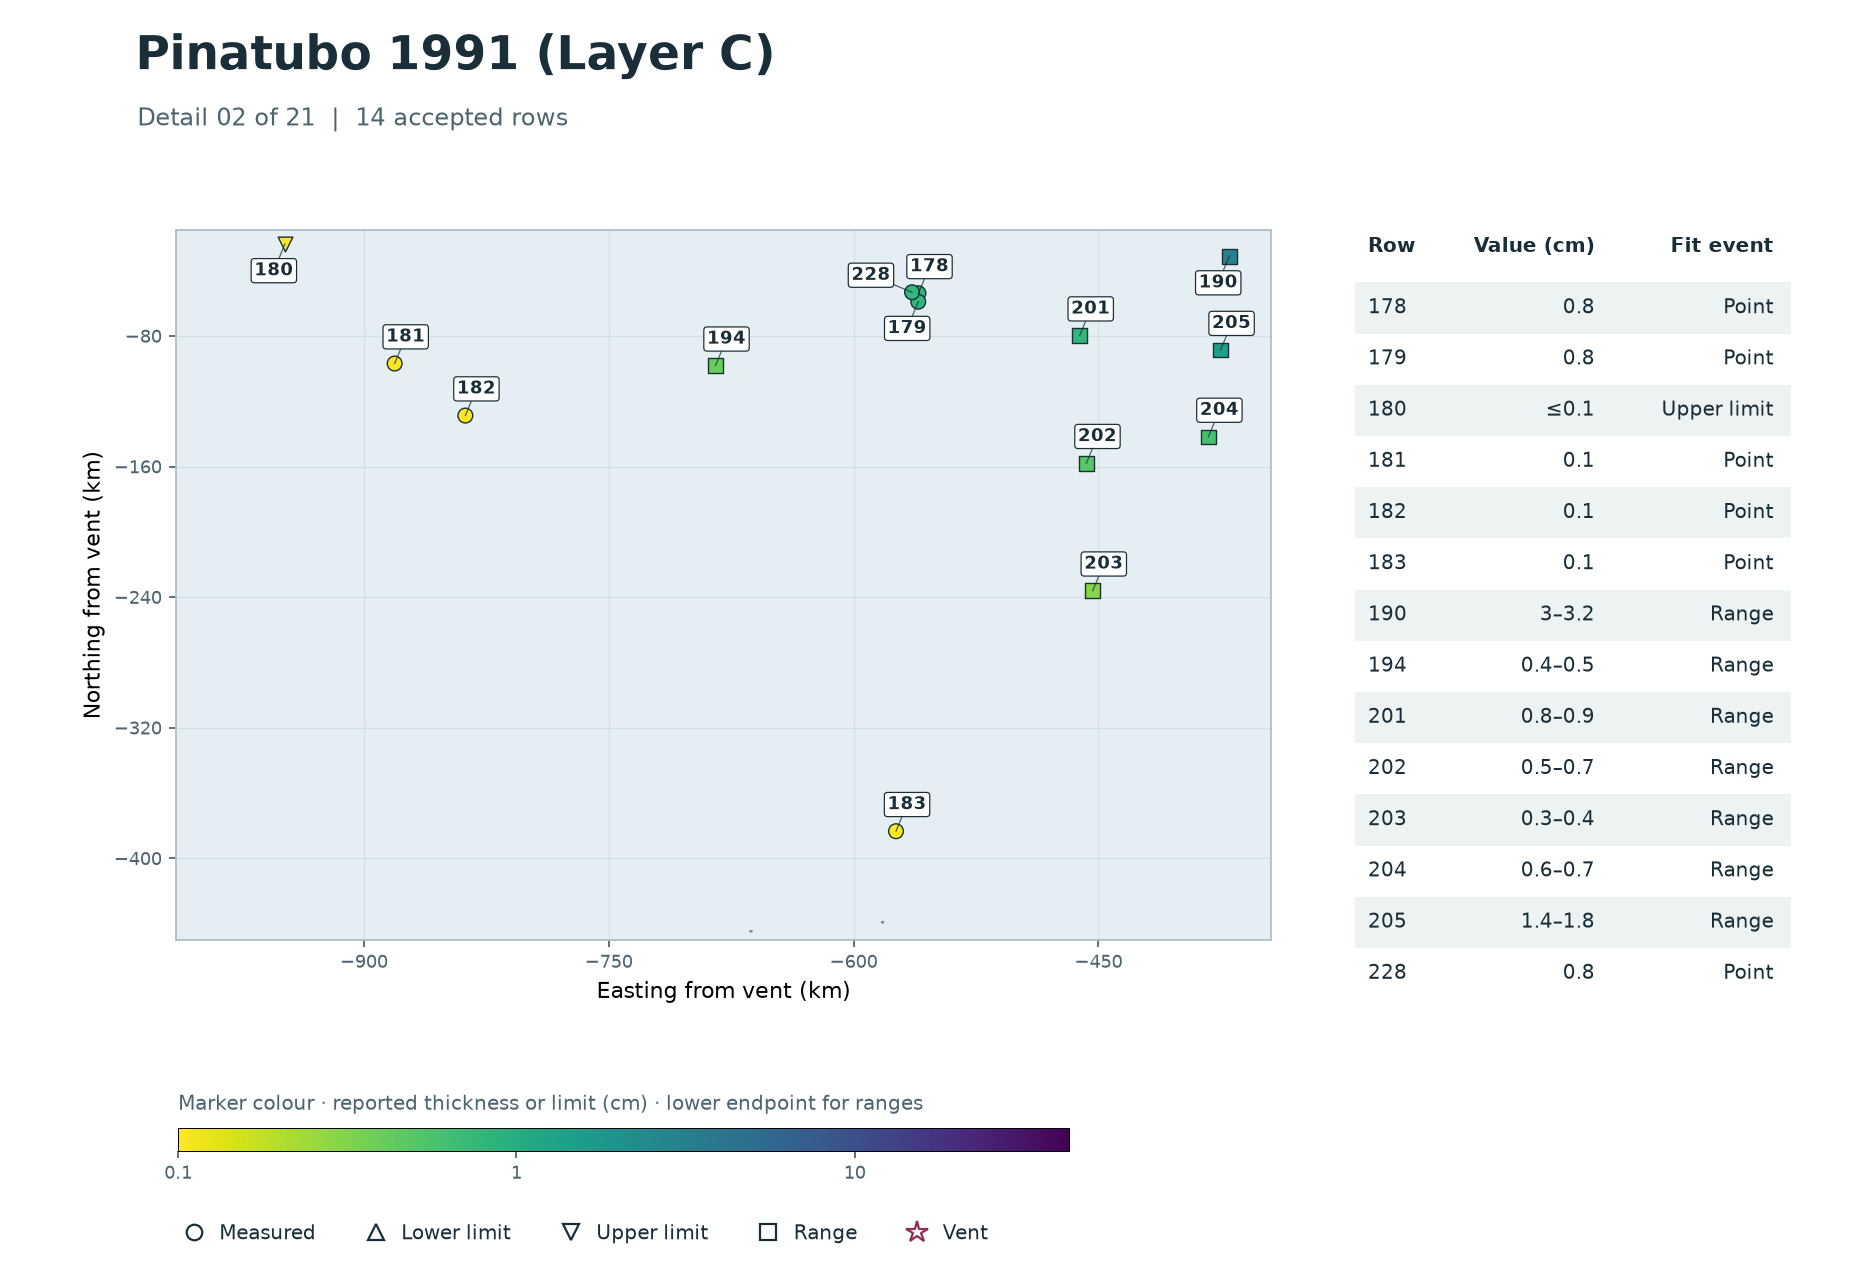 Pinatubo 1991 (Layer C)
Detail 02 of 21 | 14 accepted rows
180
181
182
194
228
178
179
201
190
205
204
202
203
183
−80
−160
−240
−320
−400
Northing from vent (km)
−900
−750
−600
−450
Easting from vent (km)
Row Value (cm) Fit event
178 0.8 Point
179 0.8 Point
180 ≤0.1 Upper limit
181 0.1 Point
182 0.1 Point
183 0.1 Point
190 3–3.2 Range
194 0.4–0.5 Range
201 0.8–0.9 Range
202 0.5–0.7 Range
203 0.3–0.4 Range
204 0.6–0.7 Range
205 1.4–1.8 Range
228 0.8 Point
Marker colour · reported thickness or limit (cm) · lower endpoint for ranges
0.1 1 10
Measured Lower limit Upper limit Range Vent